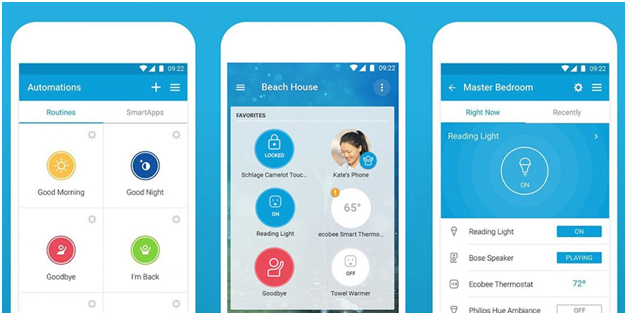 09:22
Automations
Routines SmartApps
Good Morning Good Night
Goodbye I'm Back
09:22
Beach House
FAVORITES
LOCKED
Schlage Camelot Touc... Kate's Phone
ON 65°
Reading Light ecobee Smart Thermo...
OFF
Goodbye Towel Warmer
09:22
Master Bedroom
Right Now Recently
Reading Light
ON
Reading Light ON
Bose Speaker PLAYING
Ecobee Thermostat 72°
Philips Hue Ambiance OFF